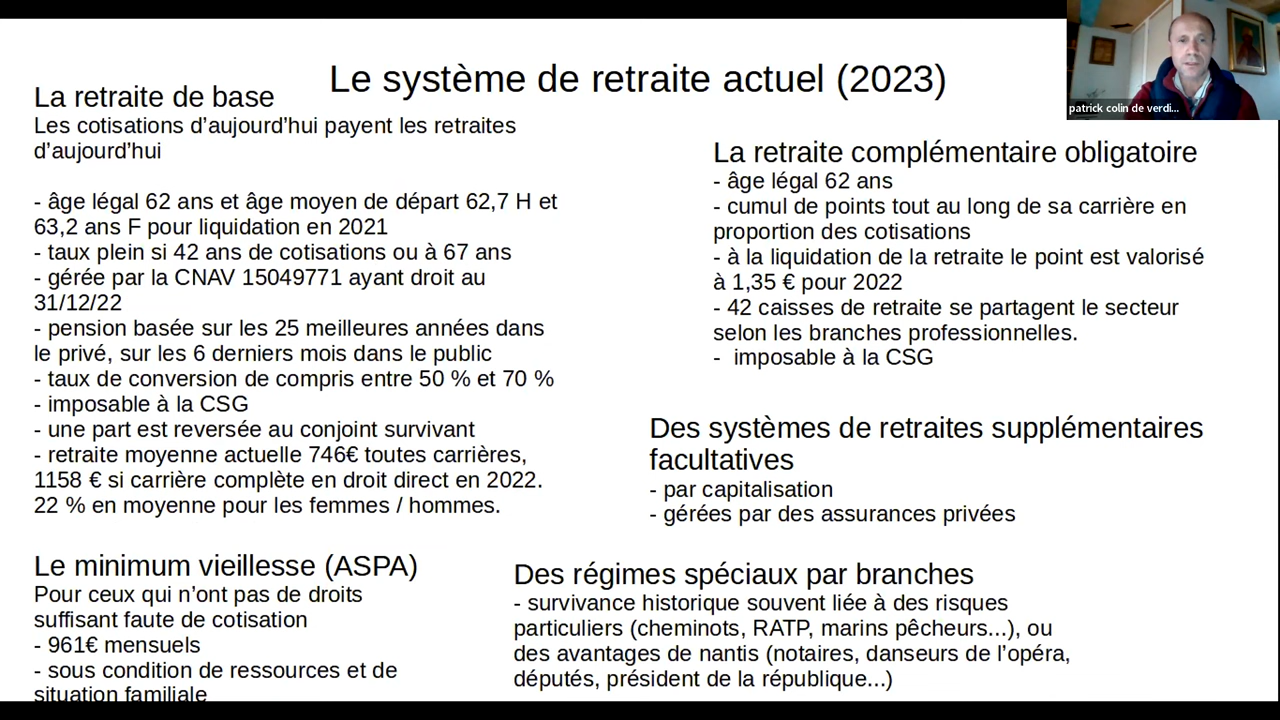 Le système de retraite actuel (2023)
patrick colin de verdi...
La retraite de base
Les cotisations d’aujourd’hui payent les retraites
d’aujourd’hui
- âge légal 62 ans et âge moyen de départ 62,7 H et
63,2 ans F pour liquidation en 2021
- taux plein si 42 ans de cotisations ou à 67 ans
- gérée par la CNAV 15049771 ayant droit au
31/12/22
- pension basée sur les 25 meilleures années dans
le privé, sur les 6 derniers mois dans le public
- taux de conversion de compris entre 50 % et 70 %
- imposable à la CSG
- une part est reversée au conjoint survivant
- retraite moyenne actuelle 746€ toutes carrières,
1158 € si carrière complète en droit direct en 2022.
22 % en moyenne pour les femmes / hommes.
Le minimum vieillesse (ASPA)
Pour ceux qui n’ont pas de droits
suffisant faute de cotisation
- 961€ mensuels
- sous condition de ressources et de
situation familiale
La retraite complémentaire obligatoire
- âge légal 62 ans
- cumul de points tout au long de sa carrière en
proportion des cotisations
- à la liquidation de la retraite le point est valorisé
à 1,35 € pour 2022
- 42 caisses de retraite se partagent le secteur
selon les branches professionnelles.
- imposable à la CSG
Des systèmes de retraites supplémentaires
facultatives
- par capitalisation
- gérées par des assurances privées
Des régimes spéciaux par branches
- survivance historique souvent liée à des risques
particuliers (cheminots, RATP, marins pêcheurs...), ou
des avantages de nantis (notaires, danseurs de l’opéra,
députés, président de la république...)